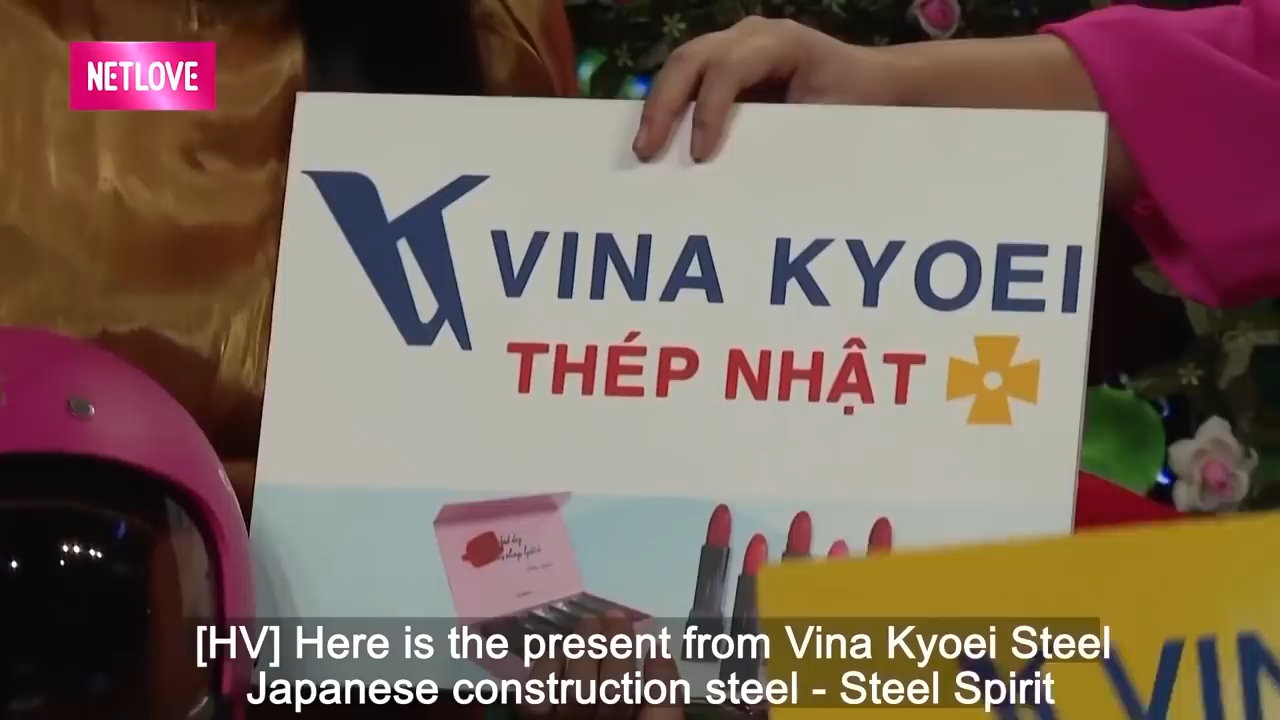 NETLOVE
VINA KYOEI
THÉP NHẬT
[HV] Here is the present from Vina Kyoei Steel
Japanese construction steel - Steel Spirit